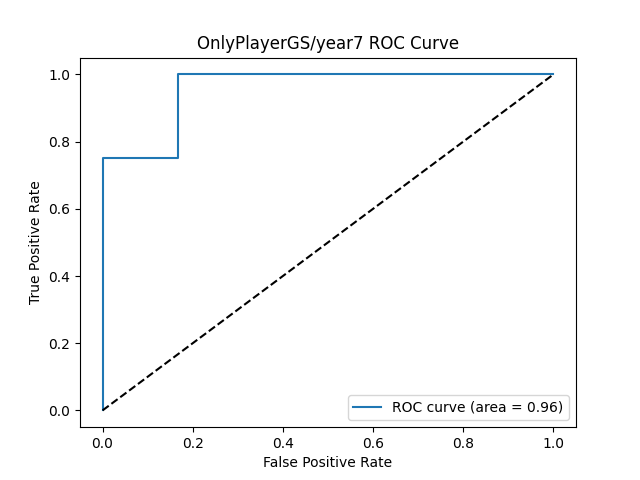 OnlyPlayerGS/year7 ROC Curve
1.0
0.8
0.6
0.4
0.2
0.0
True Positive Rate
0.0 0.2 0.4 0.6 0.8 1.0
False Positive Rate
ROC curve (area = 0.96)